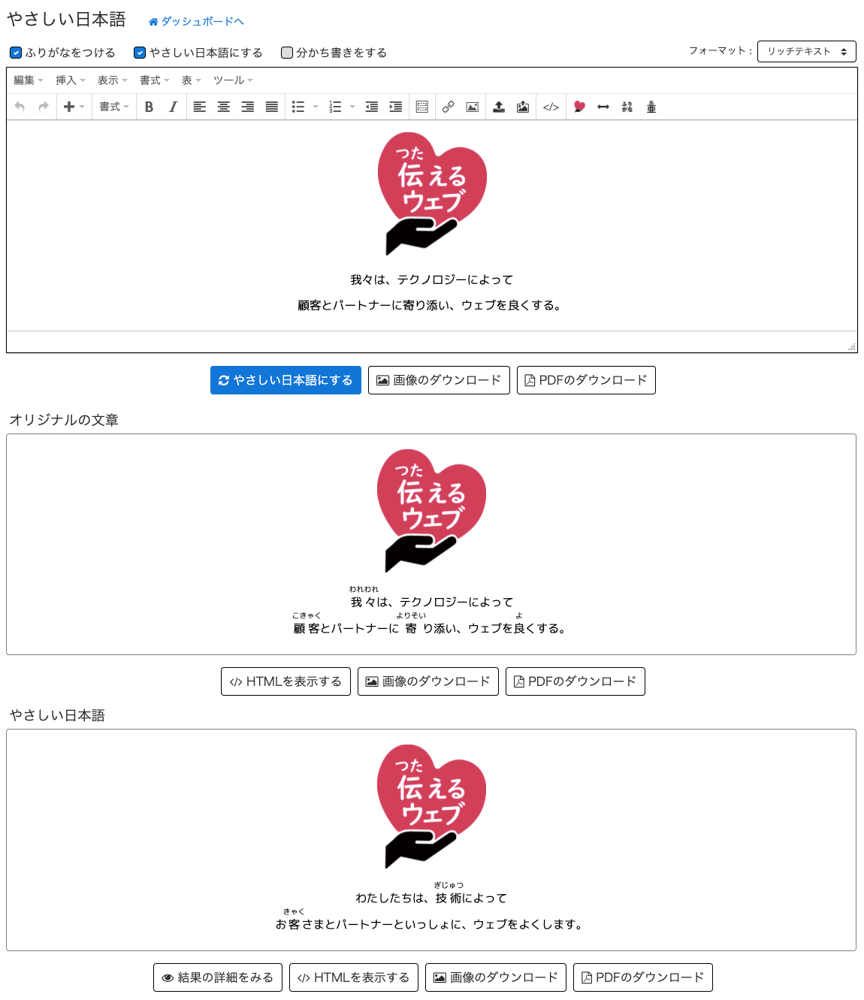 やさしい日本語 ダッシュボードへ
ふりがなをつける やさしい日本語にする 分かち書きをする フォーマット: リッチテキスト
編集 挿入 表示 書式 表 ツール
書式 B I </> ふりがな
つた
伝える
ウェブ
我々は、テクノロジーによって
顧客とパートナーに寄り添い、ウェブを良くする。
やさしい日本語にする 画像のダウンロード PDFのダウンロード
オリジナルの文章
つた
伝える
ウェブ
われわれ
我々は、テクノロジーによって
こきゃく よりそい よ
顧客とパートナーに寄り添い、ウェブを良くする。
</> HTMLを表示する 画像のダウンロード PDFのダウンロード
やさしい日本語
つた
伝える
ウェブ
ぎじゅつ
わたしたちは、技術によって
きゃく
お客さまとパートナーといっしょに、ウェブをよくします。
結果の詳細をみる </> HTMLを表示する 画像のダウンロード PDFのダウンロード